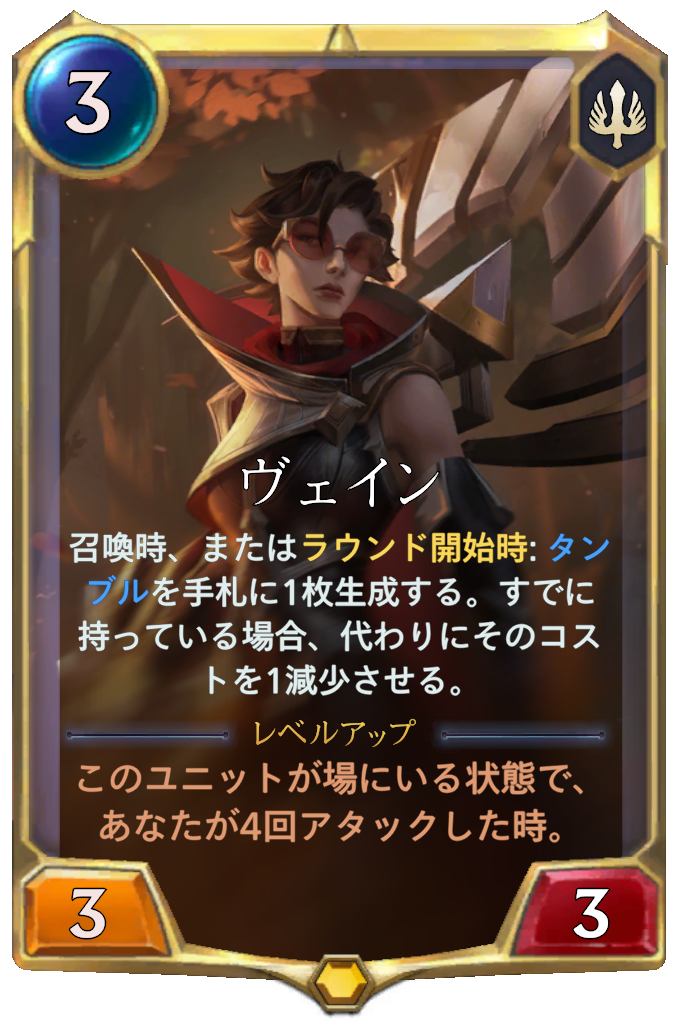 3
ヴェイン
召喚時、またはラウンド開始時: タン
ブルを手札に1枚生成する。すでに
持っている場合、代わりにそのコス
トを1減少させる。
レベルアップ
このユニットが場にいる状態で、
あなたが4回アタックした時。
3
3